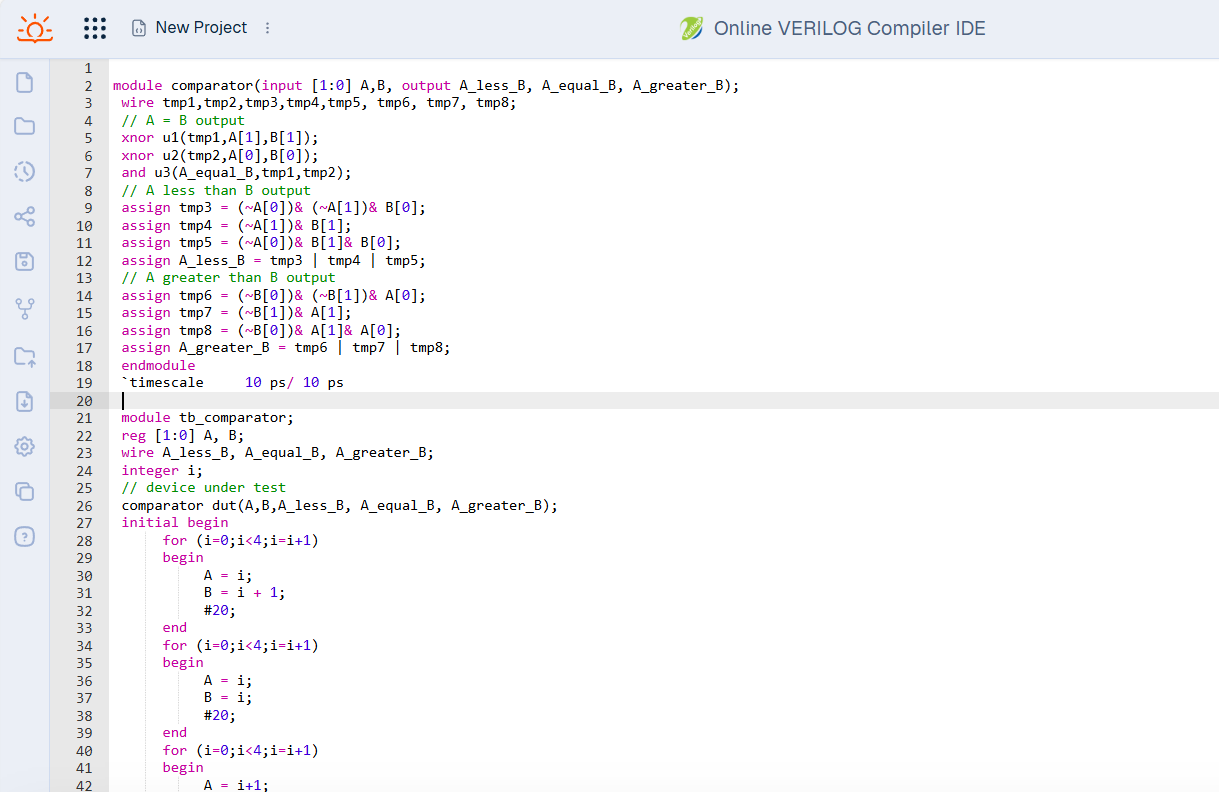 New Project
Online VERILOG Compiler IDE
1
2 module comparator(input [1:0] A,B, output A_less_B, A_equal_B, A_greater_B);
3 wire tmp1,tmp2,tmp3,tmp4,tmp5, tmp6, tmp7, tmp8;
4 // A = B output
5 xnor u1(tmp1,A[1],B[1]);
6 xnor u2(tmp2,A[0],B[0]);
7 and u3(A_equal_B,tmp1,tmp2);
8 // A less than B output
9 assign tmp3 = (~A[0])& (~A[1])& B[0];
10 assign tmp4 = (~A[1])& B[1];
11 assign tmp5 = (~A[0])& B[1]& B[0];
12 assign A_less_B = tmp3 | tmp4 | tmp5;
13 // A greater than B output
14 assign tmp6 = (~B[0])& (~B[1])& A[0];
15 assign tmp7 = (~B[1])& A[1];
16 assign tmp8 = (~B[0])& A[1]& A[0];
17 assign A_greater_B = tmp6 | tmp7 | tmp8;
18 endmodule
19 `timescale     10 ps/ 10 ps
20
21 module tb_comparator;
22 reg [1:0] A, B;
23 wire A_less_B, A_equal_B, A_greater_B;
24 integer i;
25 // device under test
26 comparator dut(A,B,A_less_B, A_equal_B, A_greater_B);
27 initial begin
28 for (i=0;i<4;i=i+1)
29 begin
30 A = i;
31 B = i + 1;
32 #20;
33 end
34 for (i=0;i<4;i=i+1)
35 begin
36 A = i;
37 B = i;
38 #20;
39 end
40 for (i=0;i<4;i=i+1)
41 begin
42 A = i+1;